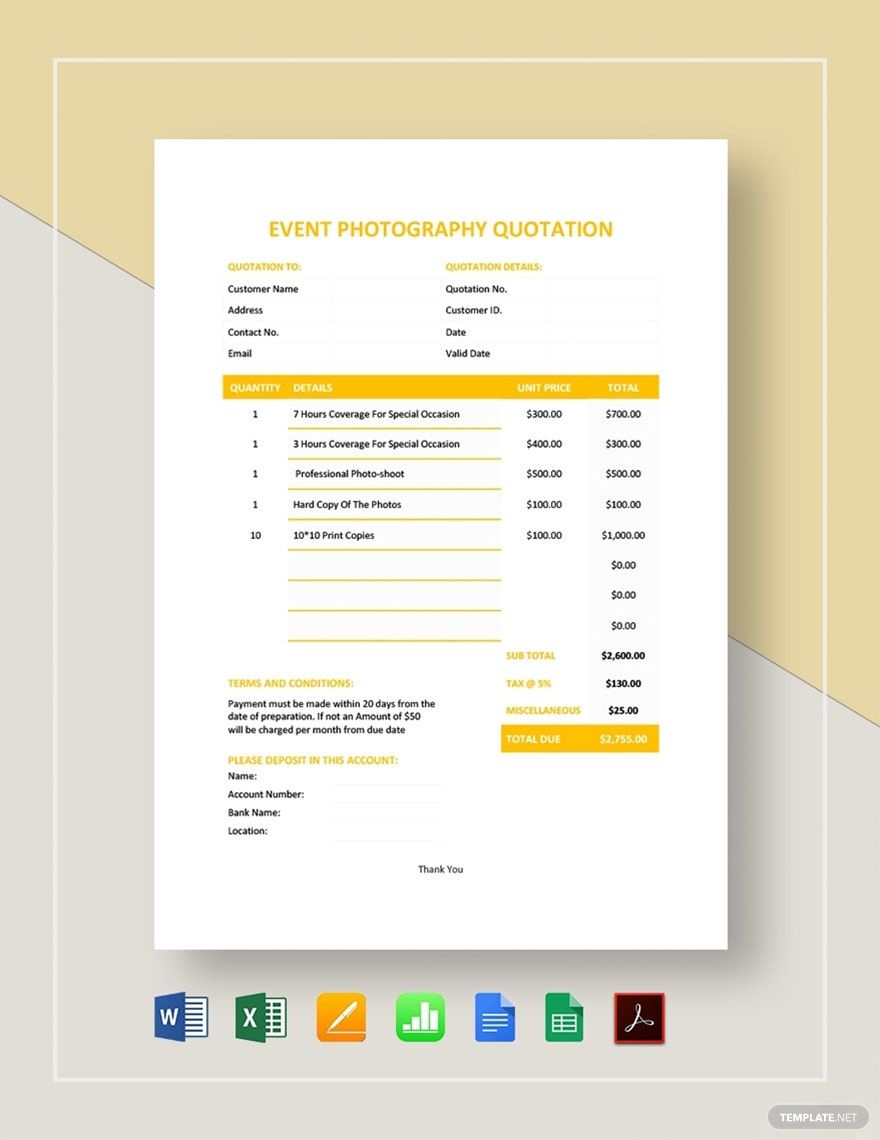 EVENT PHOTOGRAPHY QUOTATION
QUOTATION TO: QUOTATION DETAILS:
Customer Name Quotation No.
Address Customer ID.
Contact No. Date
Email Valid Date
QUANTITY DETAILS UNIT PRICE TOTAL
1 7 Hours Coverage For Special Occasion $300.00 $700.00
1 3 Hours Coverage For Special Occasion $400.00 $300.00
1 Professional Photo-shoot $500.00 $500.00
1 Hard Copy Of The Photos $100.00 $100.00
10 10*10 Print Copies $100.00 $1,000.00
$0.00
$0.00
$0.00
SUB TOTAL $2,600.00
TAX @ 5% $130.00
MISCELLANEOUS $25.00
TOTAL DUE $2,755.00
TERMS AND CONDITIONS:
Payment must be made within 20 days from the
date of preparation. If not an Amount of $50
will be charged per month from due date
PLEASE DEPOSIT IN THIS ACCOUNT:
Name:
Account Number:
Bank Name:
Location:
Thank You
W X
TEMPLATE.NET